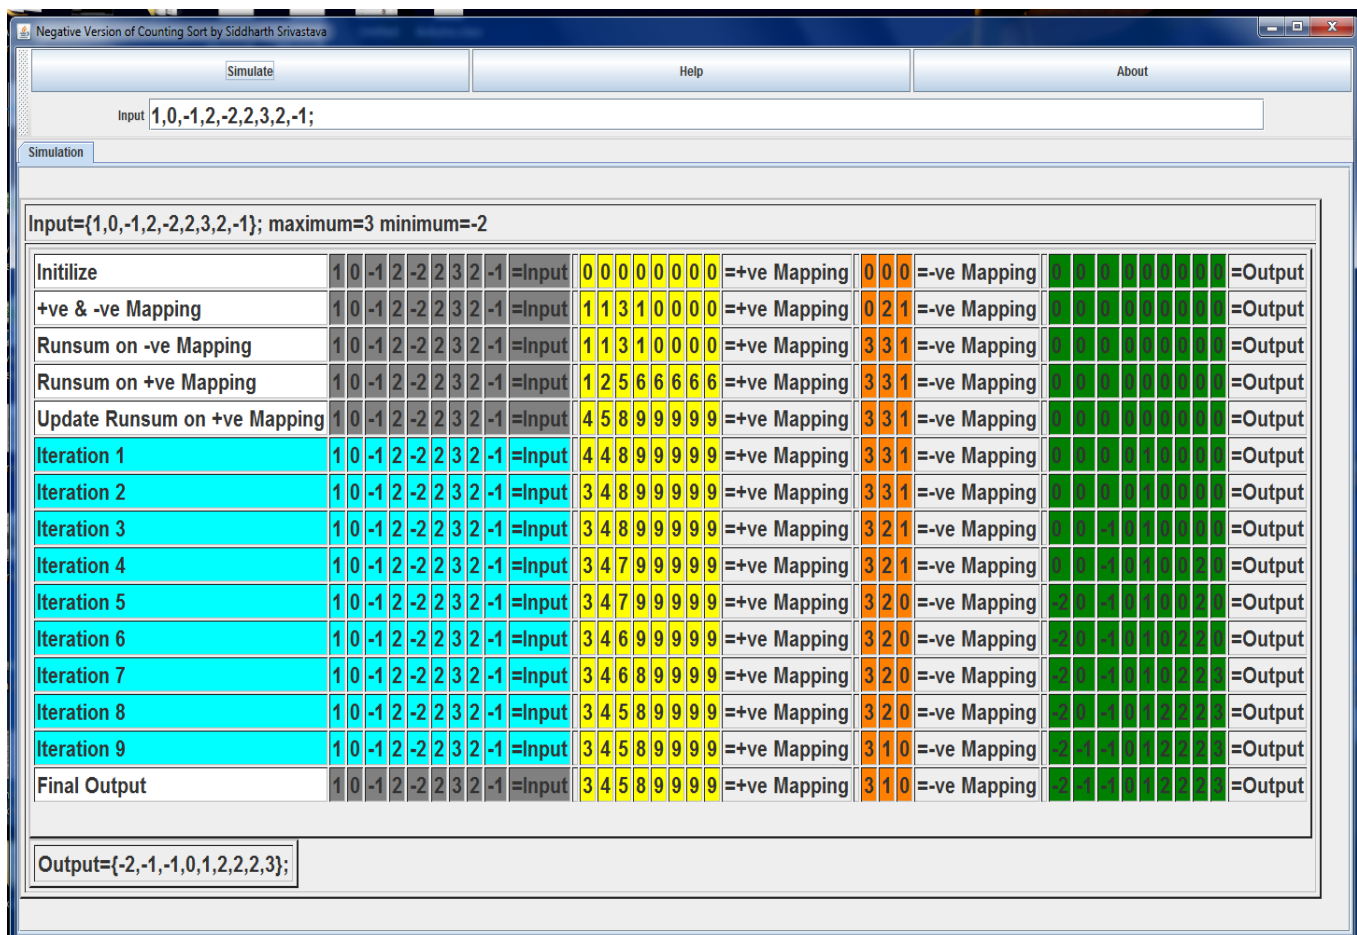 Negative Version of Counting Sort by Siddharth Srivastava
Simulate Help About
Input 1,0,-1,2,-2,2,3,2,-1;
Simulation
Input={1,0,-1,2,-2,2,3,2,-1}; maximum=3 minimum=-2
Initilize 1 0 -1 2 -2 2 3 2 -1 =Input 0 0 0 0 0 0 0 0 =+ve Mapping 0 0 0 =-ve Mapping 0 0 0 0 0 0 0 0 0 =Output
+ve & -ve Mapping 1 0 -1 2 -2 2 3 2 -1 =Input 1 1 3 1 0 0 0 0 =+ve Mapping 0 2 1 =-ve Mapping 0 0 0 0 0 0 0 0 0 =Output
Runsum on -ve Mapping 1 0 -1 2 -2 2 3 2 -1 =Input 1 1 3 1 0 0 0 0 =+ve Mapping 3 3 1 =-ve Mapping 0 0 0 0 0 0 0 0 0 =Output
Runsum on +ve Mapping 1 0 -1 2 -2 2 3 2 -1 =Input 1 2 5 6 6 6 6 6 =+ve Mapping 3 3 1 =-ve Mapping 0 0 0 0 0 0 0 0 0 =Output
Update Runsum on +ve Mapping 1 0 -1 2 -2 2 3 2 -1 =Input 4 5 8 9 9 9 9 9 =+ve Mapping 3 3 1 =-ve Mapping 0 0 0 0 0 0 0 0 0 =Output
Iteration 1 1 0 -1 2 -2 2 3 2 -1 =Input 4 4 8 9 9 9 9 9 =+ve Mapping 3 3 1 =-ve Mapping 0 0 0 0 1 0 0 0 0 =Output
Iteration 2 1 0 -1 2 -2 2 3 2 -1 =Input 3 4 8 9 9 9 9 9 =+ve Mapping 3 3 1 =-ve Mapping 0 0 0 0 1 0 0 0 0 =Output
Iteration 3 1 0 -1 2 -2 2 3 2 -1 =Input 3 4 8 9 9 9 9 9 =+ve Mapping 3 2 1 =-ve Mapping 0 0 -1 0 1 0 0 0 0 =Output
Iteration 4 1 0 -1 2 -2 2 3 2 -1 =Input 3 4 7 9 9 9 9 9 =+ve Mapping 3 2 1 =-ve Mapping 0 0 -1 0 1 0 0 2 0 =Output
Iteration 5 1 0 -1 2 -2 2 3 2 -1 =Input 3 4 7 9 9 9 9 9 =+ve Mapping 3 2 0 =-ve Mapping -2 0 -1 0 1 0 0 2 0 =Output
Iteration 6 1 0 -1 2 -2 2 3 2 -1 =Input 3 4 6 9 9 9 9 9 =+ve Mapping 3 2 0 =-ve Mapping -2 0 -1 0 1 0 2 2 0 =Output
Iteration 7 1 0 -1 2 -2 2 3 2 -1 =Input 3 4 6 8 9 9 9 9 =+ve Mapping 3 2 0 =-ve Mapping -2 0 -1 0 1 0 2 2 3 =Output
Iteration 8 1 0 -1 2 -2 2 3 2 -1 =Input 3 4 5 8 9 9 9 9 =+ve Mapping 3 2 0 =-ve Mapping -2 0 -1 0 1 2 2 2 3 =Output
Iteration 9 1 0 -1 2 -2 2 3 2 -1 =Input 3 4 5 8 9 9 9 9 =+ve Mapping 3 1 0 =-ve Mapping -2 -1 -1 0 1 2 2 2 3 =Output
Final Output 1 0 -1 2 -2 2 3 2 -1 =Input 3 4 5 8 9 9 9 9 =+ve Mapping 3 1 0 =-ve Mapping -2 -1 -1 0 1 2 2 2 3 =Output
Output={-2,-1,-1,0,1,2,2,2,3};